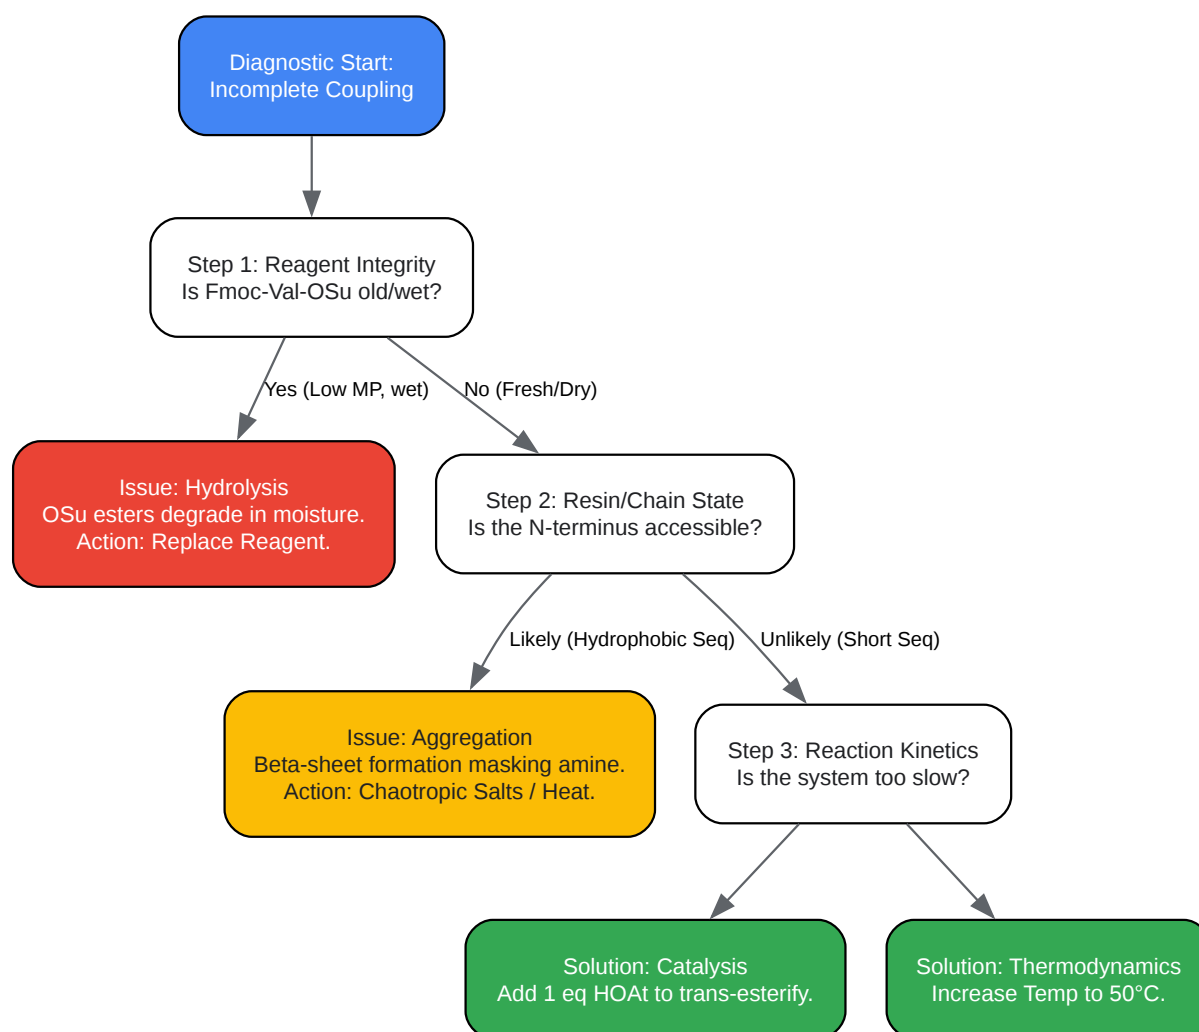 Diagnostic Start:
Incomplete Coupling
Step 1: Reagent Integrity
Is Fmoc-Val-OSu old/wet?
Yes (Low MP, wet)
No (Fresh/Dry)
Issue: Hydrolysis
OSu esters degrade in moisture.
Action: Replace Reagent.
Step 2: Resin/Chain State
Is the N-terminus accessible?
Likely (Hydrophobic Seq)
Unlikely (Short Seq)
Issue: Aggregation
Beta-sheet formation masking amine.
Action: Chaotropic Salts / Heat.
Step 3: Reaction Kinetics
Is the system too slow?
Solution: Catalysis
Add 1 eq HOAt to trans-esterify.
Solution: Thermodynamics
Increase Temp to 50°C.